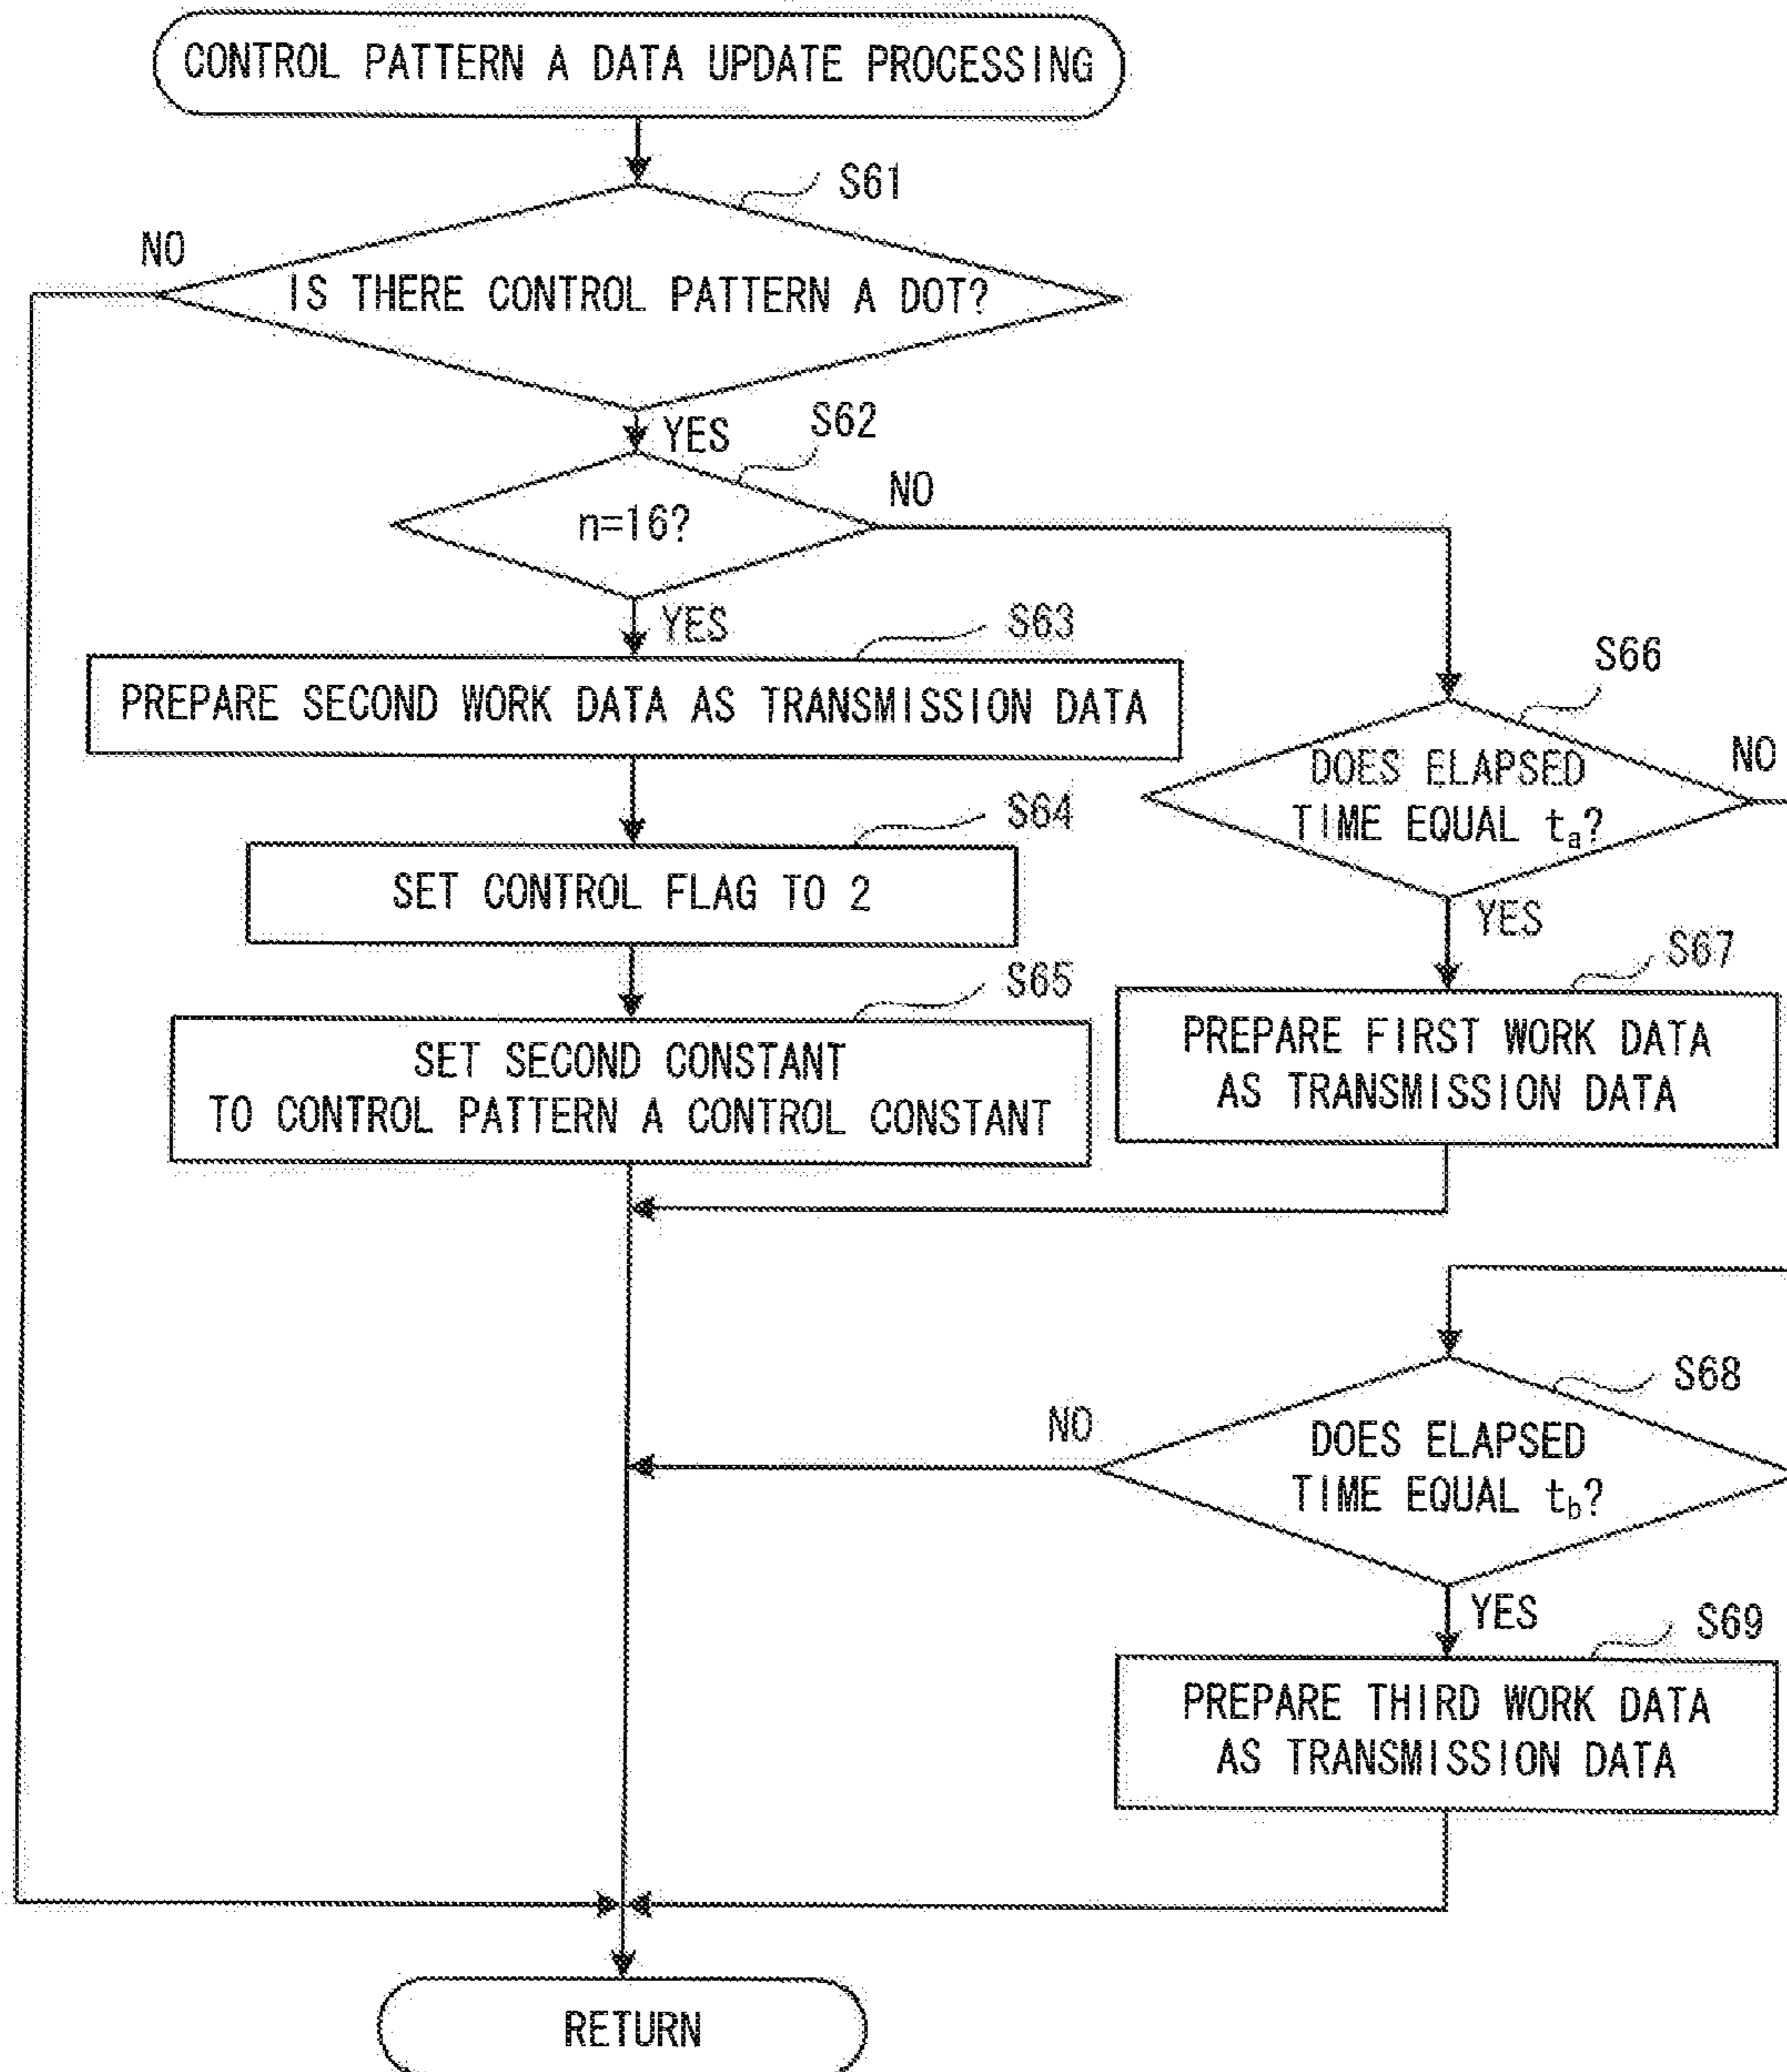 CONTROL PATTERN A DATA UPDATE PROCESSING
S61
NO
IS THERE CONTROL PATTERN A DOT?
YES
S62
NO
n=16?
YES
S63
PREPARE SECOND WORK DATA AS TRANSMISSION DATA
S66
NO
DOES ELAPSED
TIME EQUAL ta?
S64
SET CONTROL FLAG TO 2
YES
S65
S67
SET SECOND CONSTANT
TO CONTROL PATTERN A CONTROL CONSTANT
PREPARE FIRST WORK DATA
AS TRANSMISSION DATA
S68
NO
DOES ELAPSED
TIME EQUAL tb?
YES
S69
PREPARE THIRD WORK DATA
AS TRANSMISSION DATA
RETURN